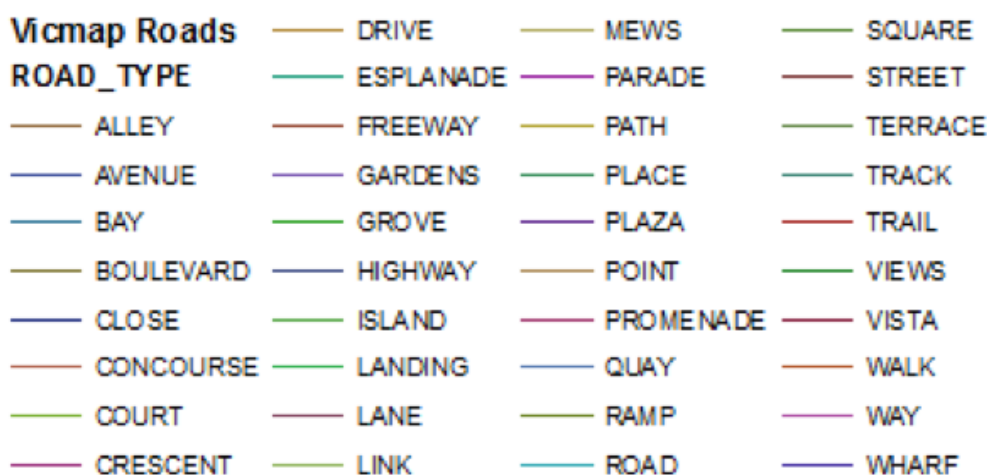 Vicmap Roads
ROAD_TYPE
ALLEY
AVENUE
BAY
BOULEVARD
CLOSE
CONCOURSE
COURT
CRESCENT
DRIVE
ESPLANADE
FREEWAY
GARDENS
GROVE
HIGHWAY
ISLAND
LANDING
LANE
LINK
MEWS
PARADE
PATH
PLACE
PLAZA
POINT
PROMENADE
QUAY
RAMP
ROAD
SQUARE
STREET
TERRACE
TRACK
TRAIL
VIEWS
VISTA
WALK
WAY
WHARF